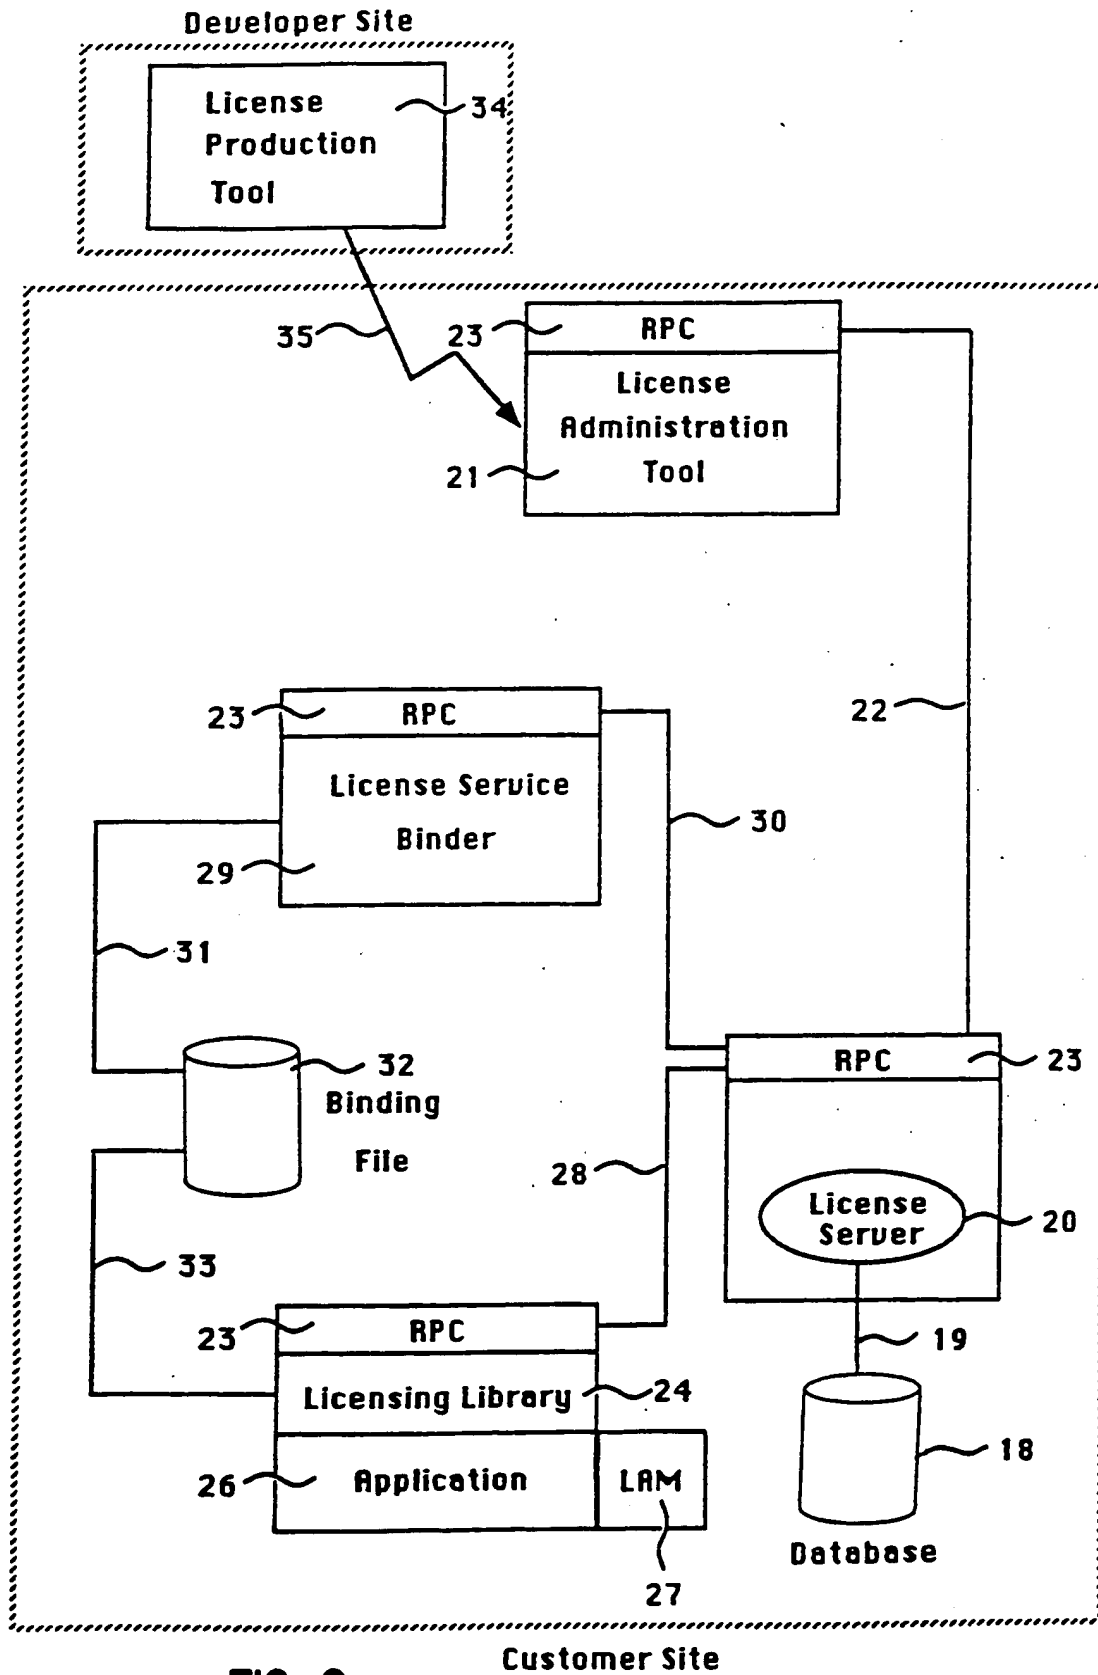 Developer Site
License
Production
Tool
34
35
23
RPC
License
Administration
Tool
21
22
23
RPC
License Service
Binder
29
30
31
32
Binding
File
RPC
23
28
License
Server
20
33
23
RPC
19
Licensing Library
24
26
Application
LAM
18
27
Database
Customer Site